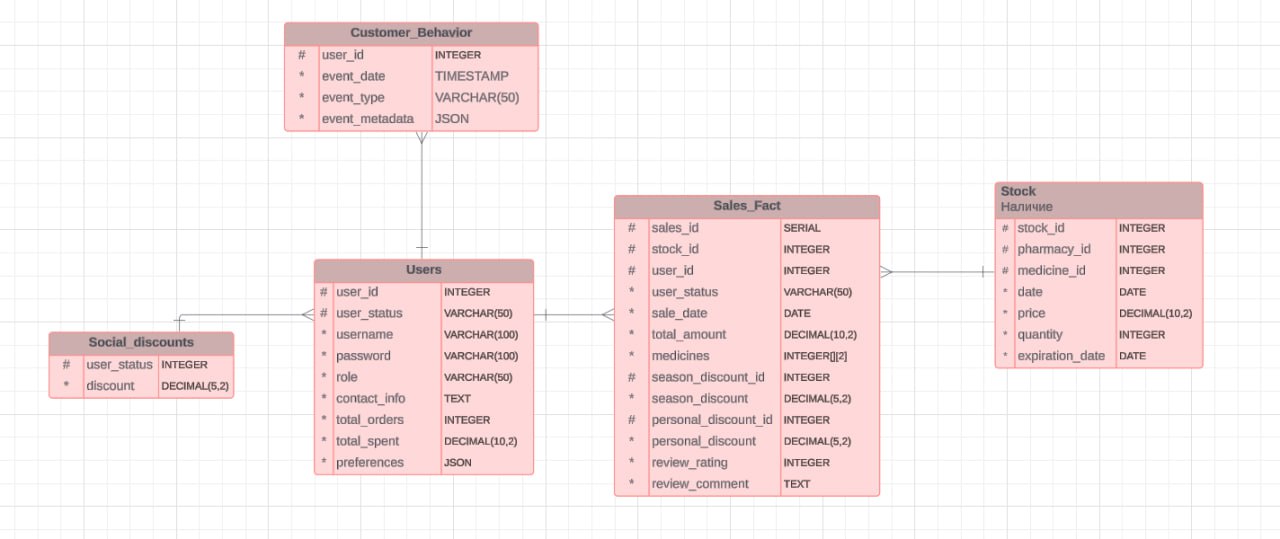 Customer_Behavior
# user_id INTEGER
* event_date TIMESTAMP
* event_type VARCHAR(50)
* event_metadata JSON
Users
# user_id INTEGER
# user_status VARCHAR(50)
* username VARCHAR(100)
* password VARCHAR(100)
* role VARCHAR(50)
* contact_info TEXT
* total_orders INTEGER
* total_spent DECIMAL(10,2)
* preferences JSON
Social_discounts
# user_status INTEGER
* discount DECIMAL(5,2)
Sales_Fact
# sales_id SERIAL
# stock_id INTEGER
# user_id INTEGER
* user_status VARCHAR(50)
* sale_date DATE
* total_amount DECIMAL(10,2)
* medicines INTEGER[][2]
# season_discount_id INTEGER
* season_discount DECIMAL(5,2)
# personal_discount_id INTEGER
* personal_discount DECIMAL(5,2)
* review_rating INTEGER
* review_comment TEXT
Stock
Наличие
# stock_id INTEGER
# pharmacy_id INTEGER
# medicine_id INTEGER
* date DATE
* price DECIMAL(10,2)
* quantity INTEGER
* expiration_date DATE